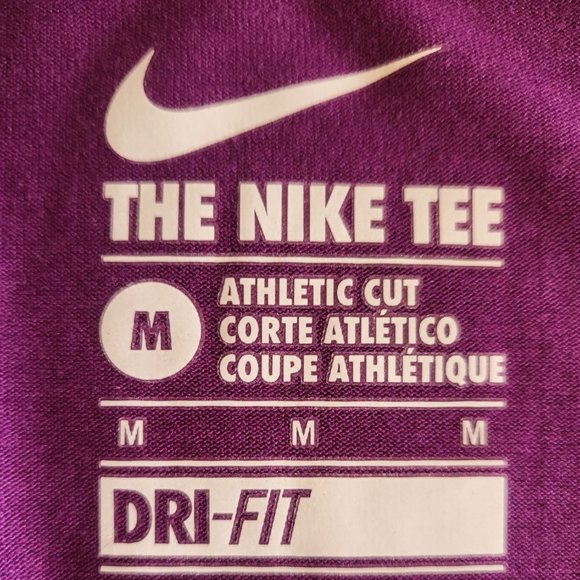 THE NIKE TEE
M
ATHLETIC CUT
CORTE ATLÉTICO
COUPE ATHLÉTIQUE
M M M
DRI-FIT